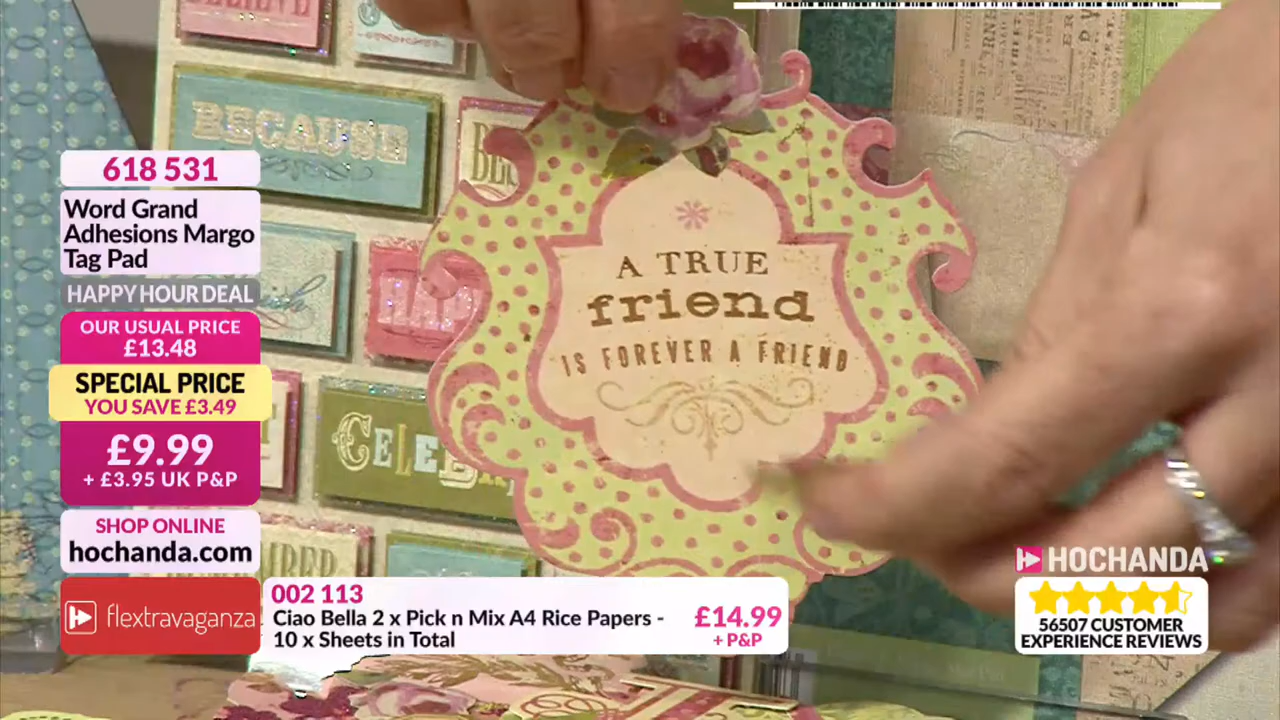 BELIEVE
BECAUSE
618 531
Word Grand
Adhesions Margo
Tag Pad
HAPPY HOUR DEAL
OUR USUAL PRICE
£13.48
SPECIAL PRICE
YOU SAVE £3.49
£9.99
+ £3.95 UK P&P
SHOP ONLINE
hochanda.com
flextravaganza
A TRUE
friend
IS FOREVER A FRIEND
002 113
Ciao Bella 2 x Pick n Mix A4 Rice Papers -
10 x Sheets in Total
£14.99
+ P&P
HOCHANDA
56507 CUSTOMER
EXPERIENCE REVIEWS